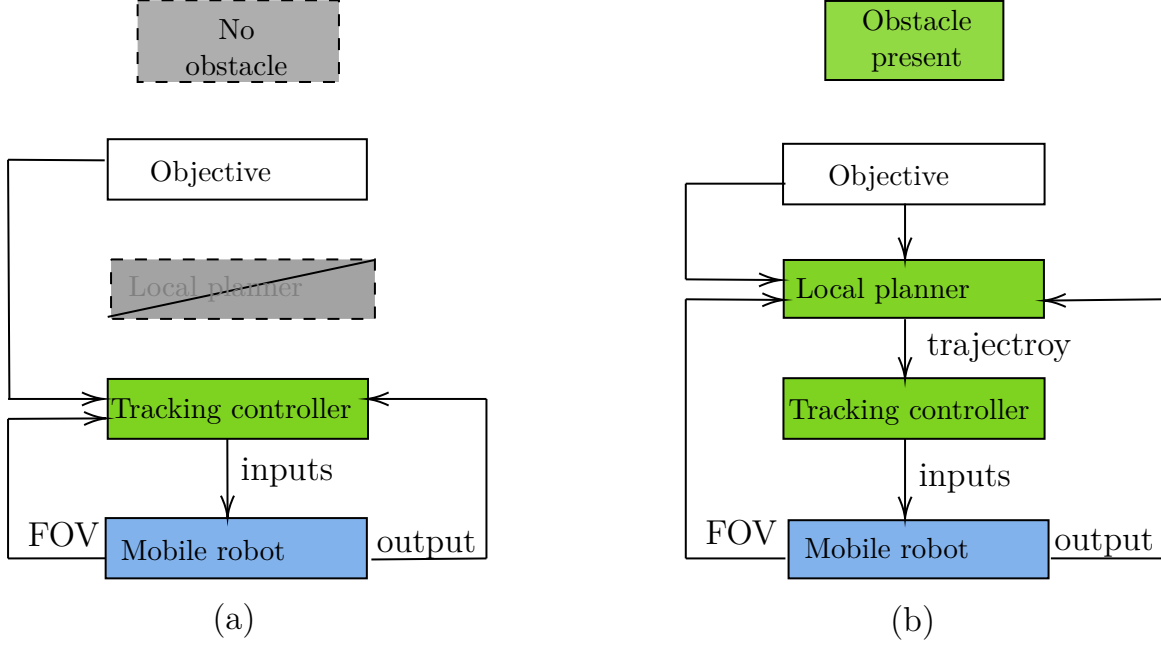 No
obstacle
Objective
Local planner
Tracking controller
inputs
FOV
Mobile robot
output
(a)
Obstacle
present
Objective
Local planner
trajectroy
Tracking controller
inputs
FOV
Mobile robot
output
(b)